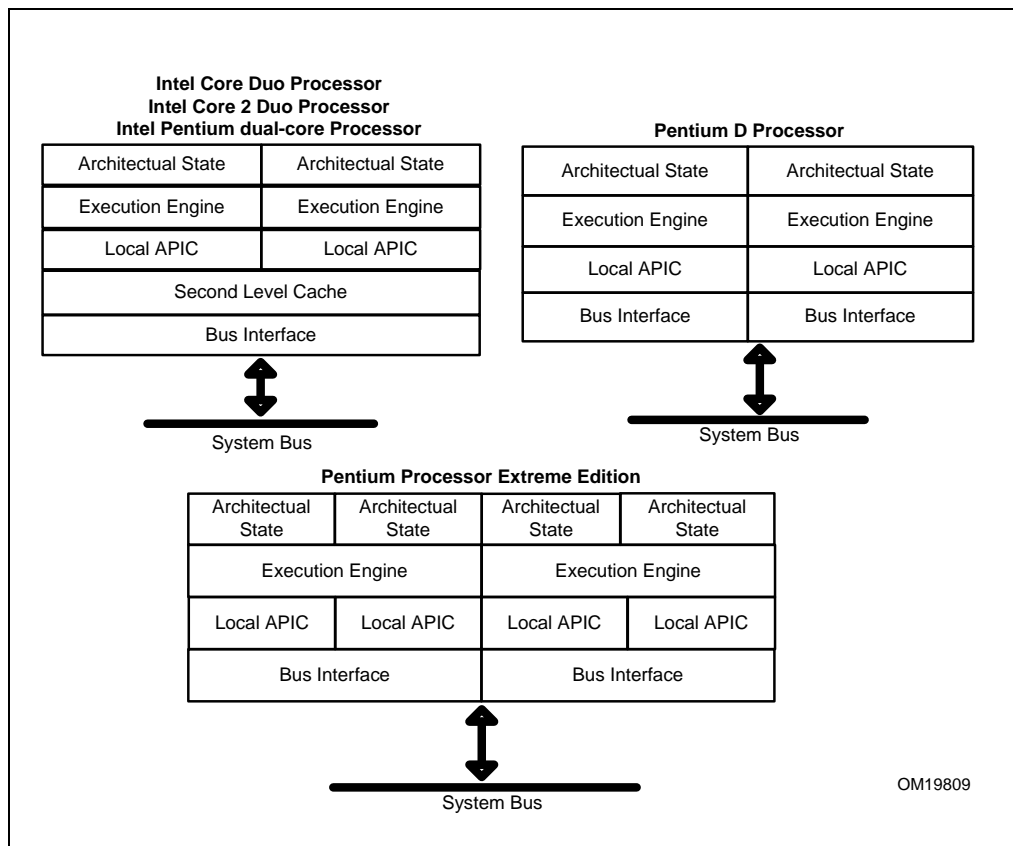 Intel Core Duo Processor
Intel Core 2 Duo Processor
Intel Pentium dual-core Processor
Architectual State Architectual State
Execution Engine Execution Engine
Local APIC Local APIC
Second Level Cache
Bus Interface
System Bus
Pentium D Processor
Architectual State Architectual State
Execution Engine Execution Engine
Local APIC Local APIC
Bus Interface Bus Interface
System Bus
Pentium Processor Extreme Edition
Architectual Architectual Architectual Architectual
State State State State
Execution Engine Execution Engine
Local APIC Local APIC Local APIC Local APIC
Bus Interface Bus Interface
System Bus
OM19809